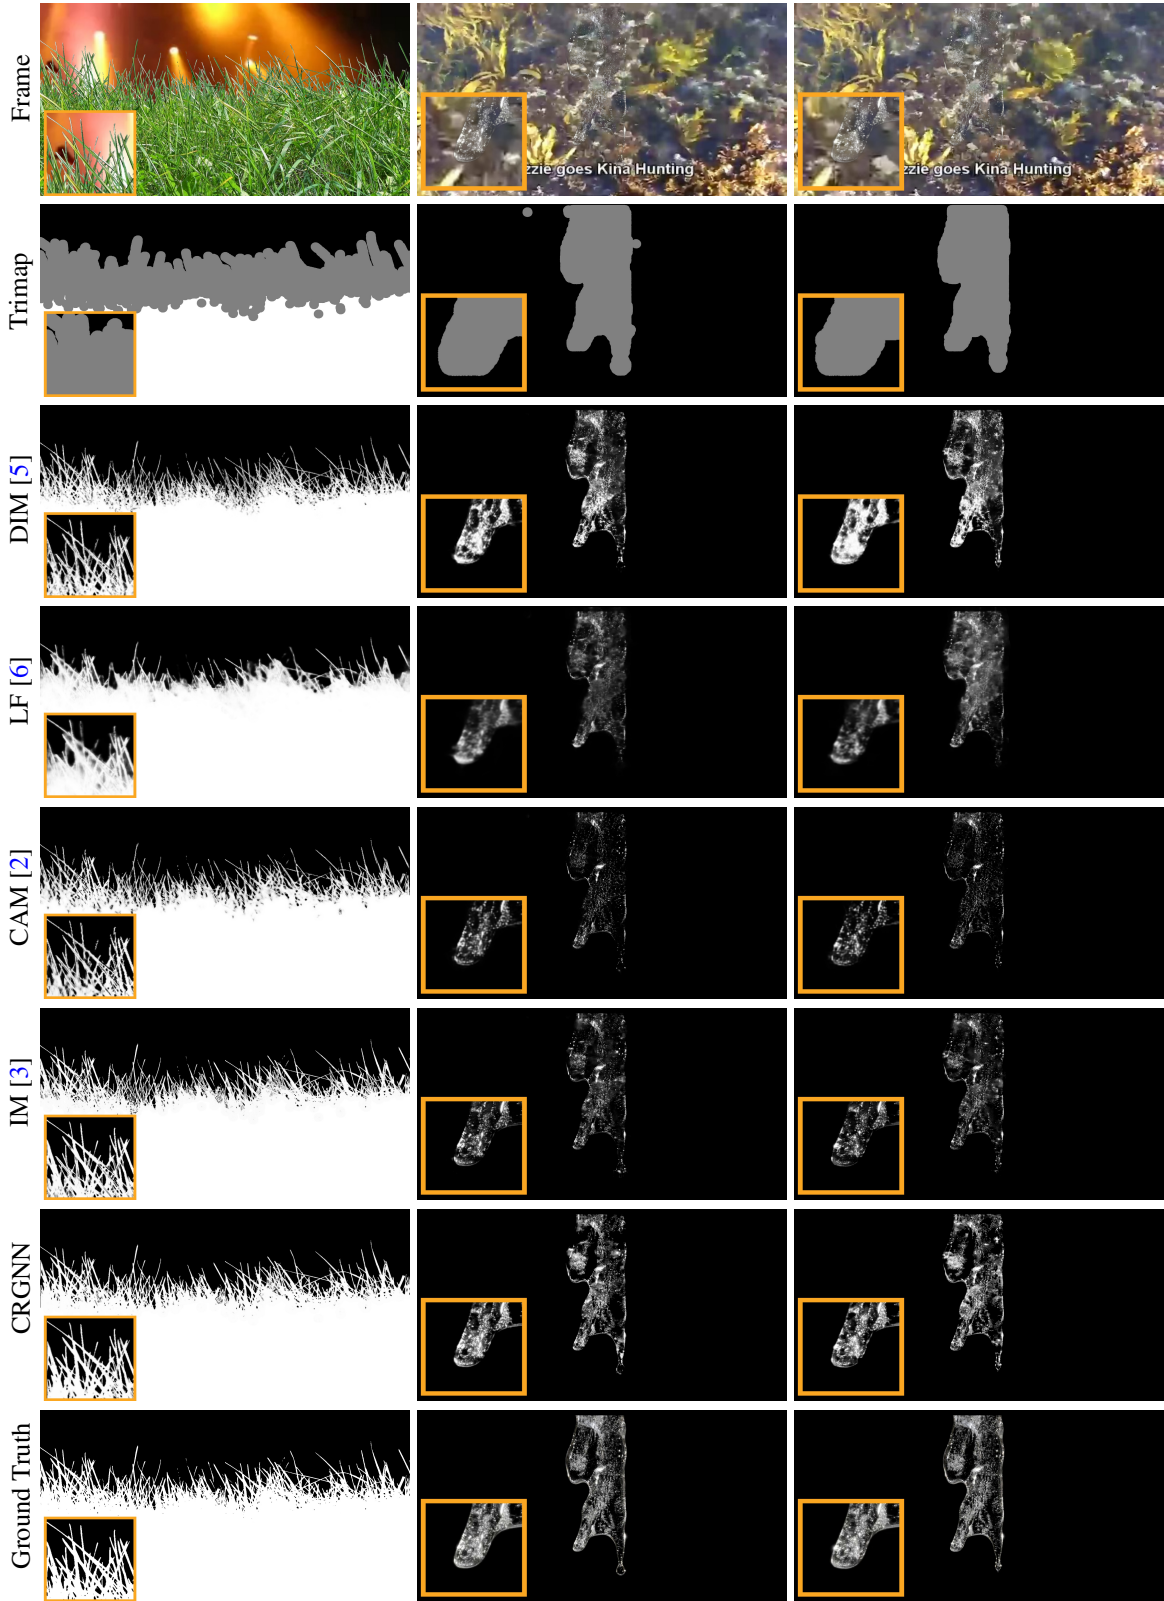 Frame
zzie goes Kina Hunting
zzie goes Kina Hunting
Trimap
DIM [5]
LF [6]
CAM [2]
IM [3]
CRGNN
Ground Truth